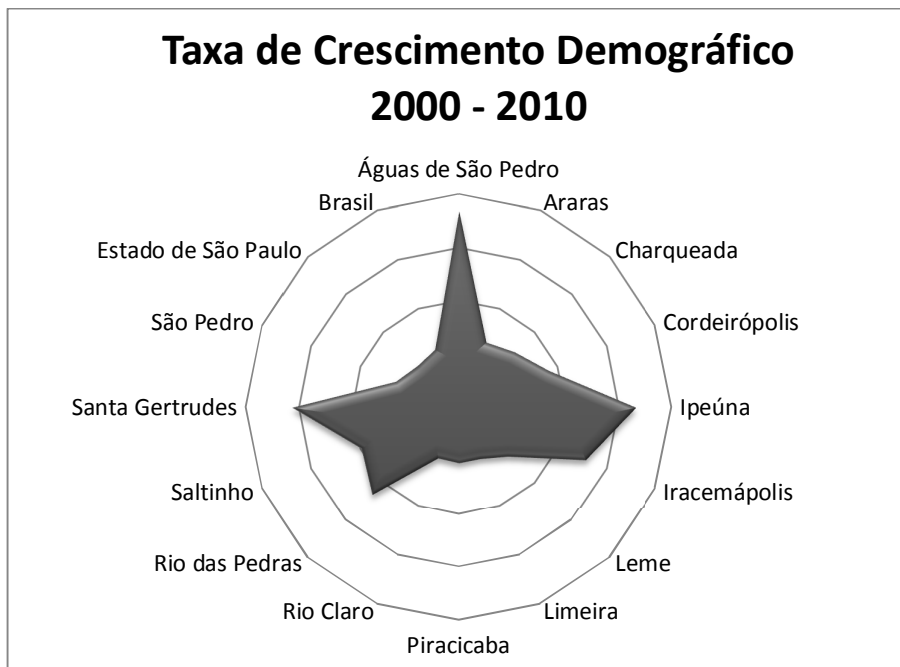 Taxa de Crescimento Demográfico
2000 - 2010
Águas de São Pedro
Araras
Charqueada
Cordeirópolis
Ipeúna
Iracemápolis
Leme
Limeira
Piracicaba
Rio Claro
Rio das Pedras
Saltinho
Santa Gertrudes
São Pedro
Estado de São Paulo
Brasil